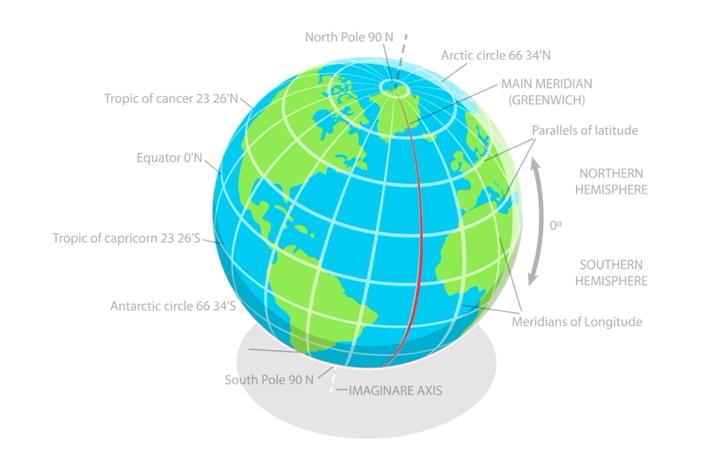 North Pole 90 N
Arctic circle 66 34'N
MAIN MERIDIAN
(GREENWICH)
Tropic of cancer 23 26'N
Parallels of latitude
Equator 0'N
NORTHERN
HEMISPHERE
0º
Tropic of capricorn 23 26'S
SOUTHERN
HEMISPHERE
Antarctic circle 66 34'S
Meridians of Longitude
South Pole 90 N
IMAGINARE AXIS